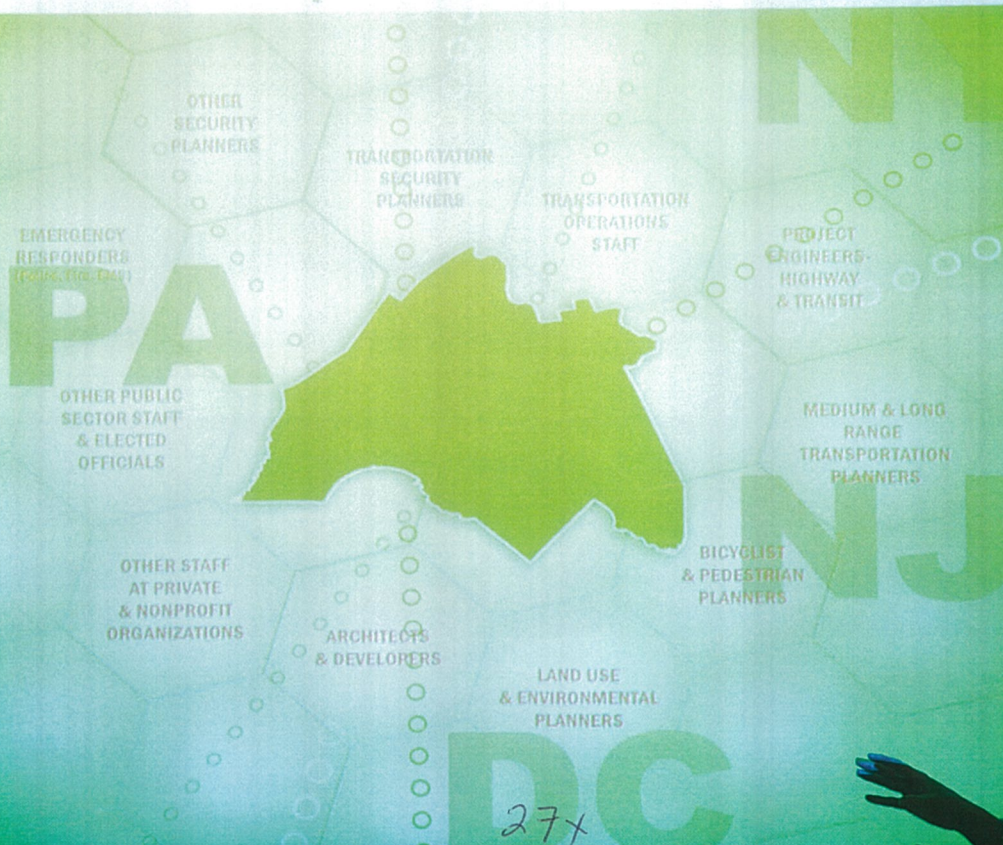 NY
OTHER
SECURITY
PLANNERS
TRANSPORTATION
SECURITY
PLANNERS
TRANSPORTATION
OPERATIONS
STAFF
EMERGENCY
RESPONDERS
PROJECT
ENGINEERS-
HIGHWAY
& TRANSIT
PA
OTHER PUBLIC
SECTOR STAFF
& ELECTED
OFFICIALS
MEDIUM & LONG
RANGE
TRANSPORTATION
PLANNERS
NJ
OTHER STAFF
AT PRIVATE
& NONPROFIT
ORGANIZATIONS
BICYCLIST
& PEDESTRIAN
PLANNERS
ARCHITECTS
& DEVELOPERS
LAND USE
& ENVIRONMENTAL
PLANNERS
DC
27x